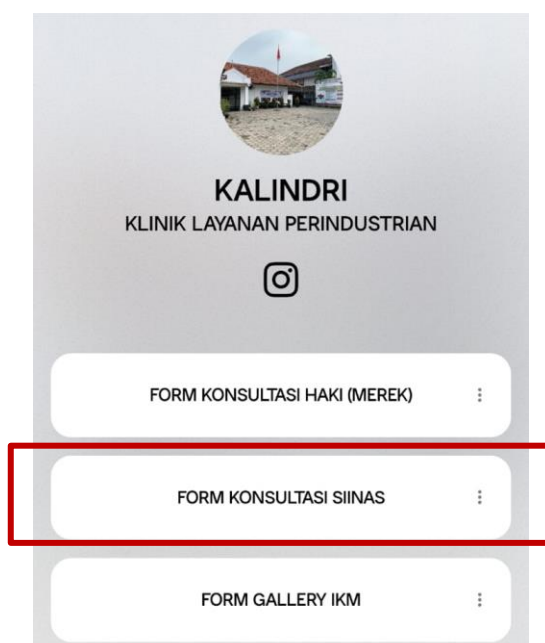 KALINDRI
KLINIK LAYANAN PERINDUSTRIAN
FORM KONSULTASI HAKI (MEREK)
FORM KONSULTASI SIINAS
FORM GALLERY IKM